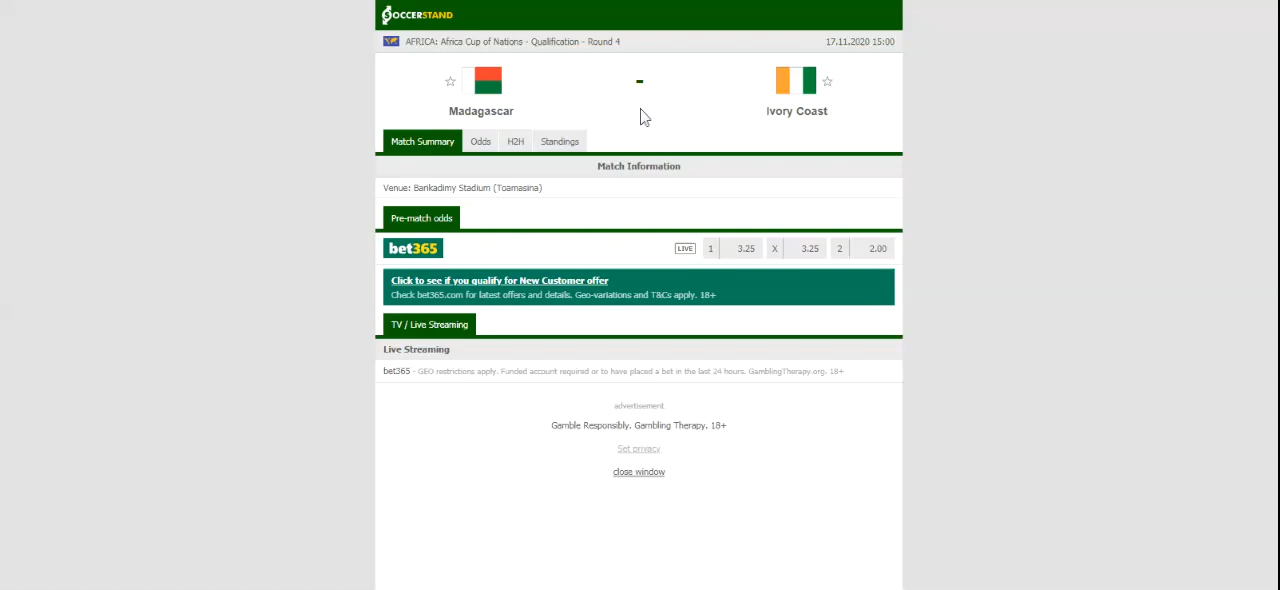 SOCCERSTAND
AFRICA: Africa Cup of Nations - Qualification - Round 4 17.11.2020 15:00
-
Madagascar Ivory Coast
Match Summary Odds H2H Standings
Match Information
Venue: Barikadimy Stadium (Toamasina)
Pre-match odds
bet365 LIVE 1 3.25 X 3.25 2 2.00
Click to see if you qualify for New Customer offer
Check bet365.com for latest offers and details. Geo-variations and T&Cs apply. 18+
TV / Live Streaming
Live Streaming
bet365 - GEO restrictions apply. Funded account required or to have placed a bet in the last 24 hours. GamblingTherapy.org. 18+
advertisement
Gamble Responsibly. Gambling Therapy. 18+
Set privacy
close window